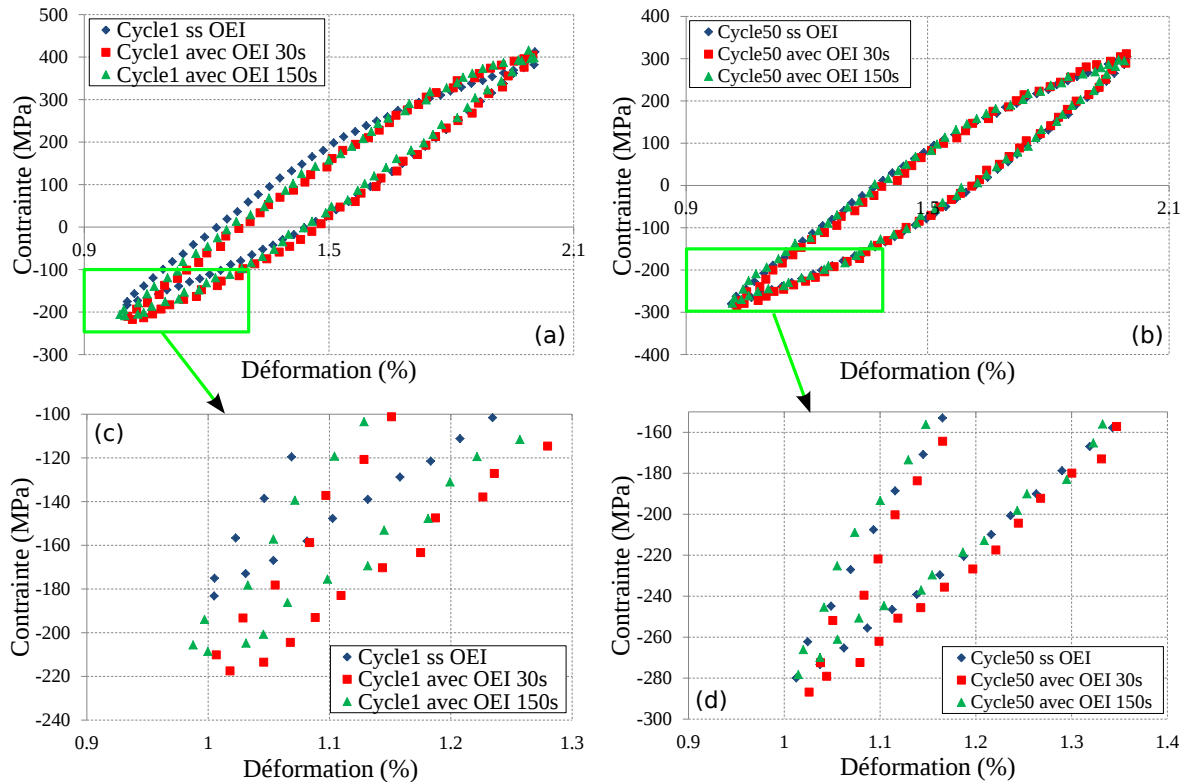 500
400
300
200
100
0
-100
-200
-300
0.9
1.5
2.1
Contrainte (MPa)
Déformation (%)
Cycle1 ss OEI
Cycle1 avec OEI 30s
Cycle1 avec OEI 150s
(a)
400
300
200
100
0
-100
-200
-300
-400
0.9
1.5
2.1
Contrainte (MPa)
Déformation (%)
Cycle50 ss OEI
Cycle50 avec OEI 30s
Cycle50 avec OEI 150s
(b)
-100
-120
-140
-160
-180
-200
-220
-240
0.9
1
1.1
1.2
1.3
Contrainte (MPa)
Déformation (%)
(c)
Cycle1 ss OEI
Cycle1 avec OEI 30s
Cycle1 avec OEI 150s
-160
-180
-200
-220
-240
-260
-280
-300
0.9
1
1.1
1.2
1.3
1.4
Contrainte (MPa)
Déformation (%)
(d)
Cycle50 ss OEI
Cycle50 avec OEI 30s
Cycle50 avec OEI 150s